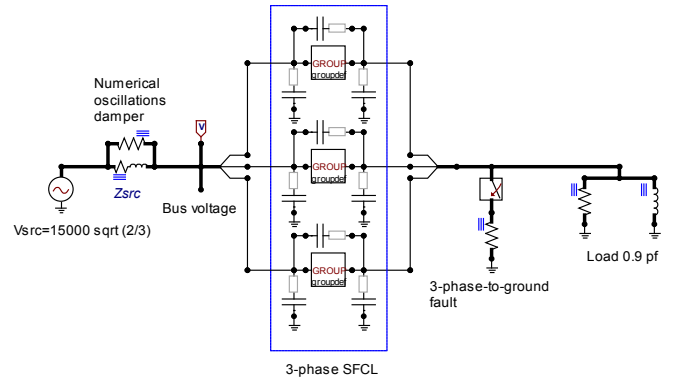 GROUP
groupdef
Numerical
oscillations
damper
V
Zsrc
Bus voltage
Vsrc=15000 sqrt (2/3)
GROUP
groupdef
GROUP
groupdef
3-phase-to-ground
fault
Load 0.9 pf
3-phase SFCL